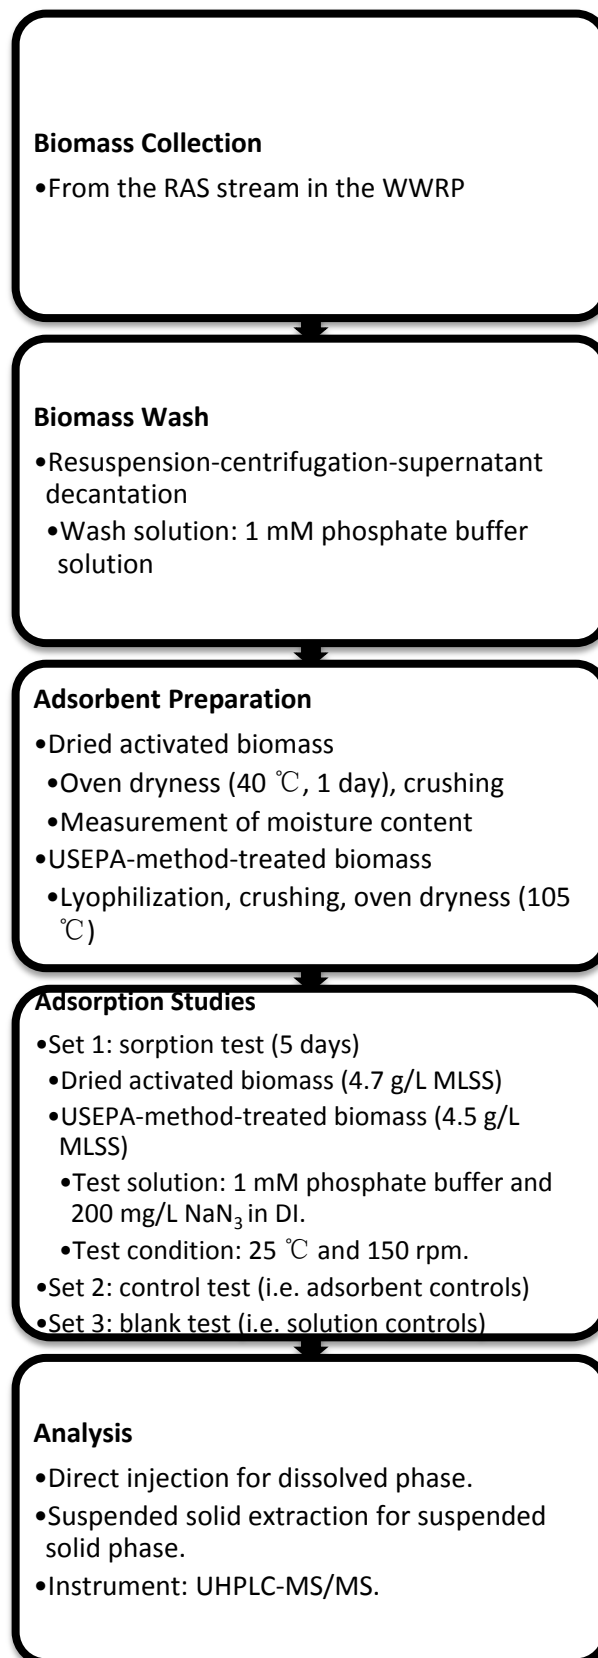 Biomass Collection
•From the RAS stream in the WWRP
Biomass Wash
•Resuspension-centrifugation-supernatant
decantation
•Wash solution: 1 mM phosphate buffer
solution
Adsorbent Preparation
•Dried activated biomass
•Oven dryness (40 ℃, 1 day), crushing
•Measurement of moisture content
•USEPA-method-treated biomass
•Lyophilization, crushing, oven dryness (105
℃)
Adsorption Studies
•Set 1: sorption test (5 days)
•Dried activated biomass (4.7 g/L MLSS)
•USEPA-method-treated biomass (4.5 g/L
MLSS)
•Test solution: 1 mM phosphate buffer and
200 mg/L NaN₃ in DI.
•Test condition: 25 ℃ and 150 rpm.
•Set 2: control test (i.e. adsorbent controls)
•Set 3: blank test (i.e. solution controls)
Analysis
•Direct injection for dissolved phase.
•Suspended solid extraction for suspended
solid phase.
•Instrument: UHPLC-MS/MS.